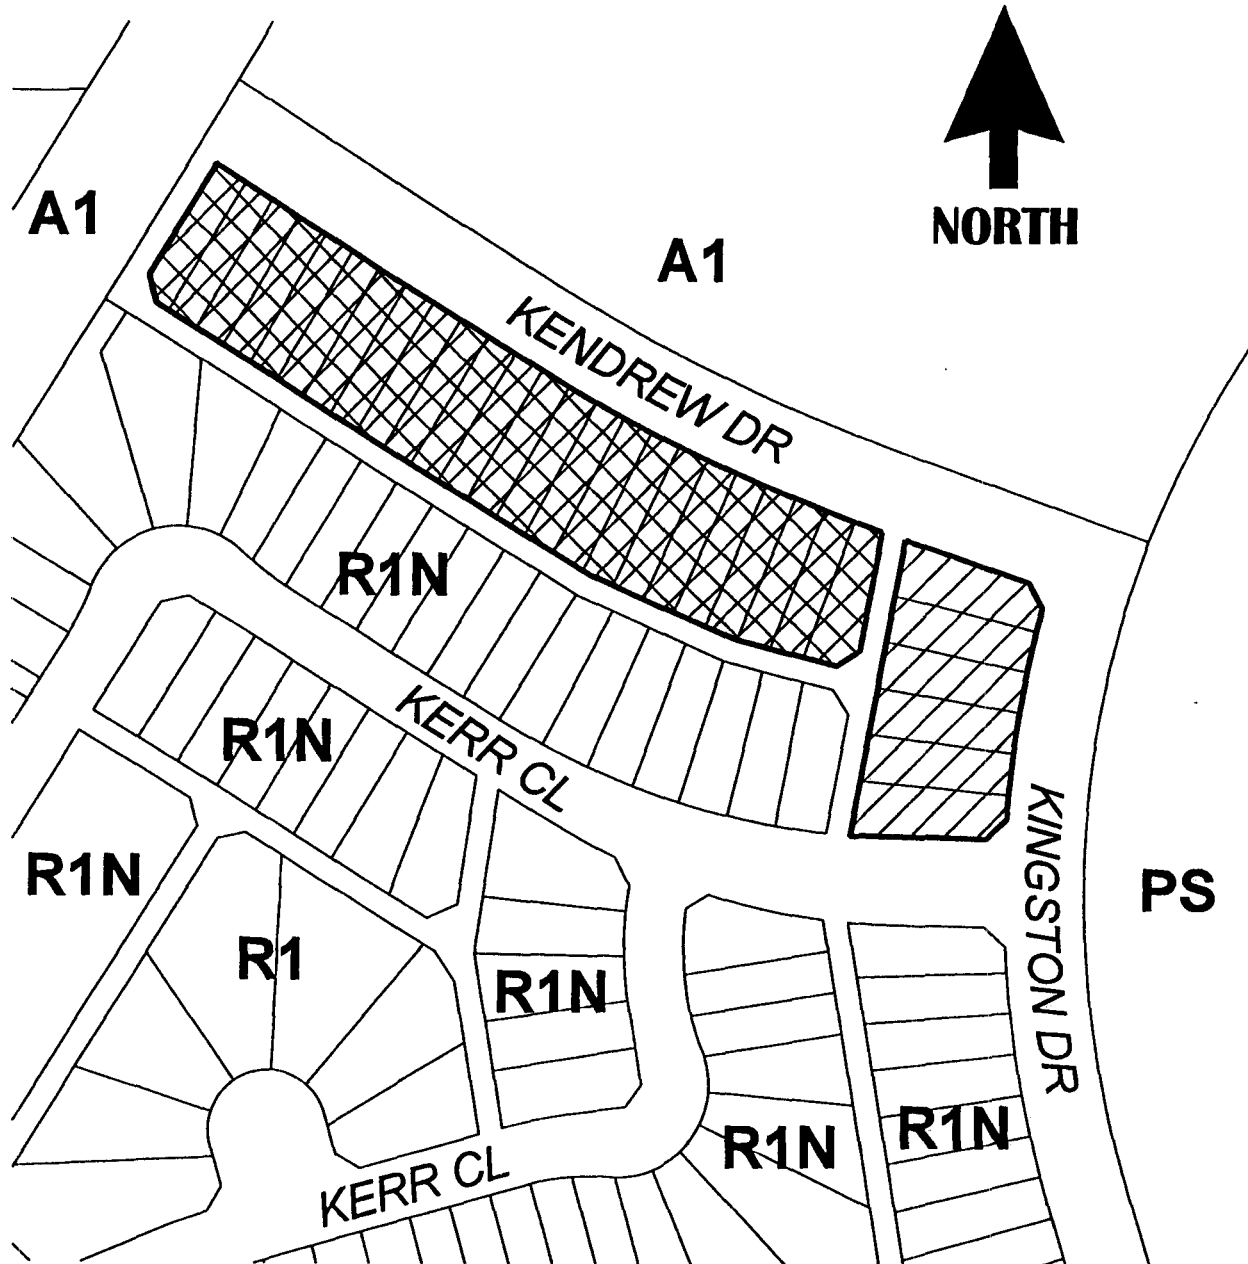 NORTH
A1
A1
KENDREW DR
R1N
KERR CL
R1N
KINGSTON DR
R1N
PS
R1
R1N
R1N
R1N
KERR CL